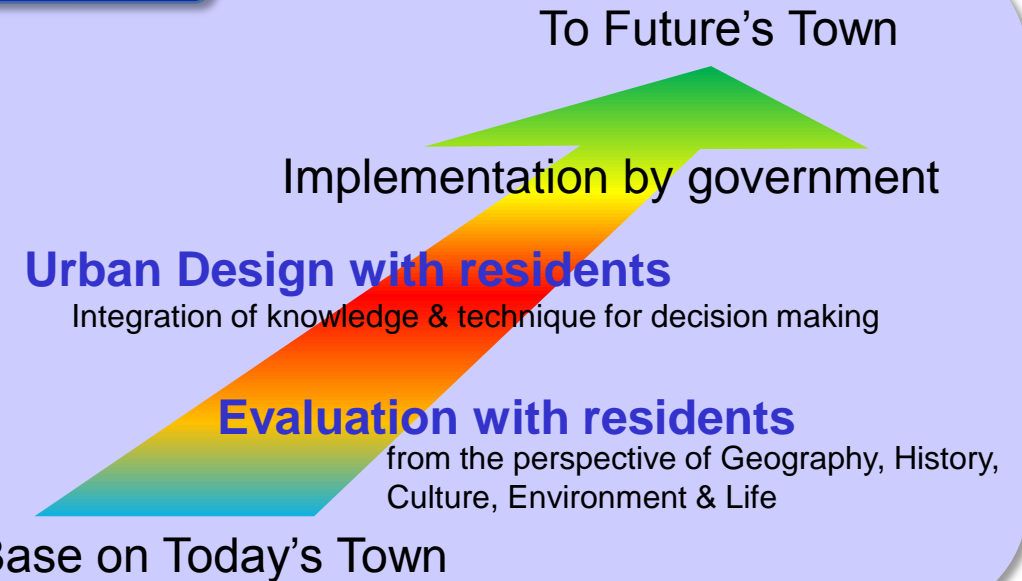 To Future’s Town
Implementation by government
Urban Design with residents
Integration of knowledge & technique for decision making
Evaluation with residents
from the perspective of Geography, History,
Culture, Environment & Life
Base on Today’s Town